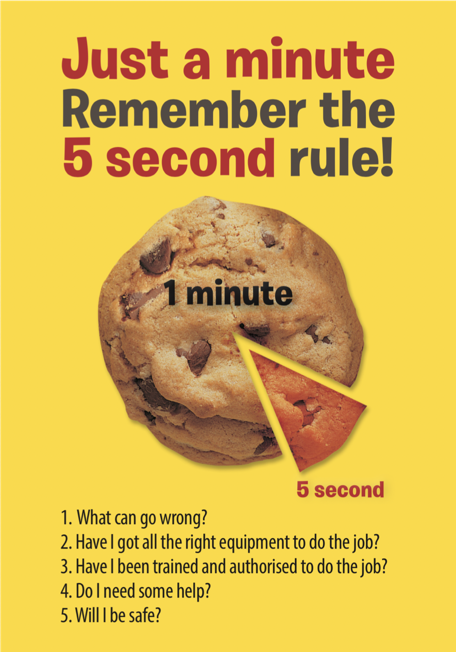 Just a minute
Remember the
5 second rule!
1 minute
5 second
1. What can go wrong?
2. Have I got all the right equipment to do the job?
3. Have I been trained and authorised to do the job?
4. Do I need some help?
5. Will I be safe?